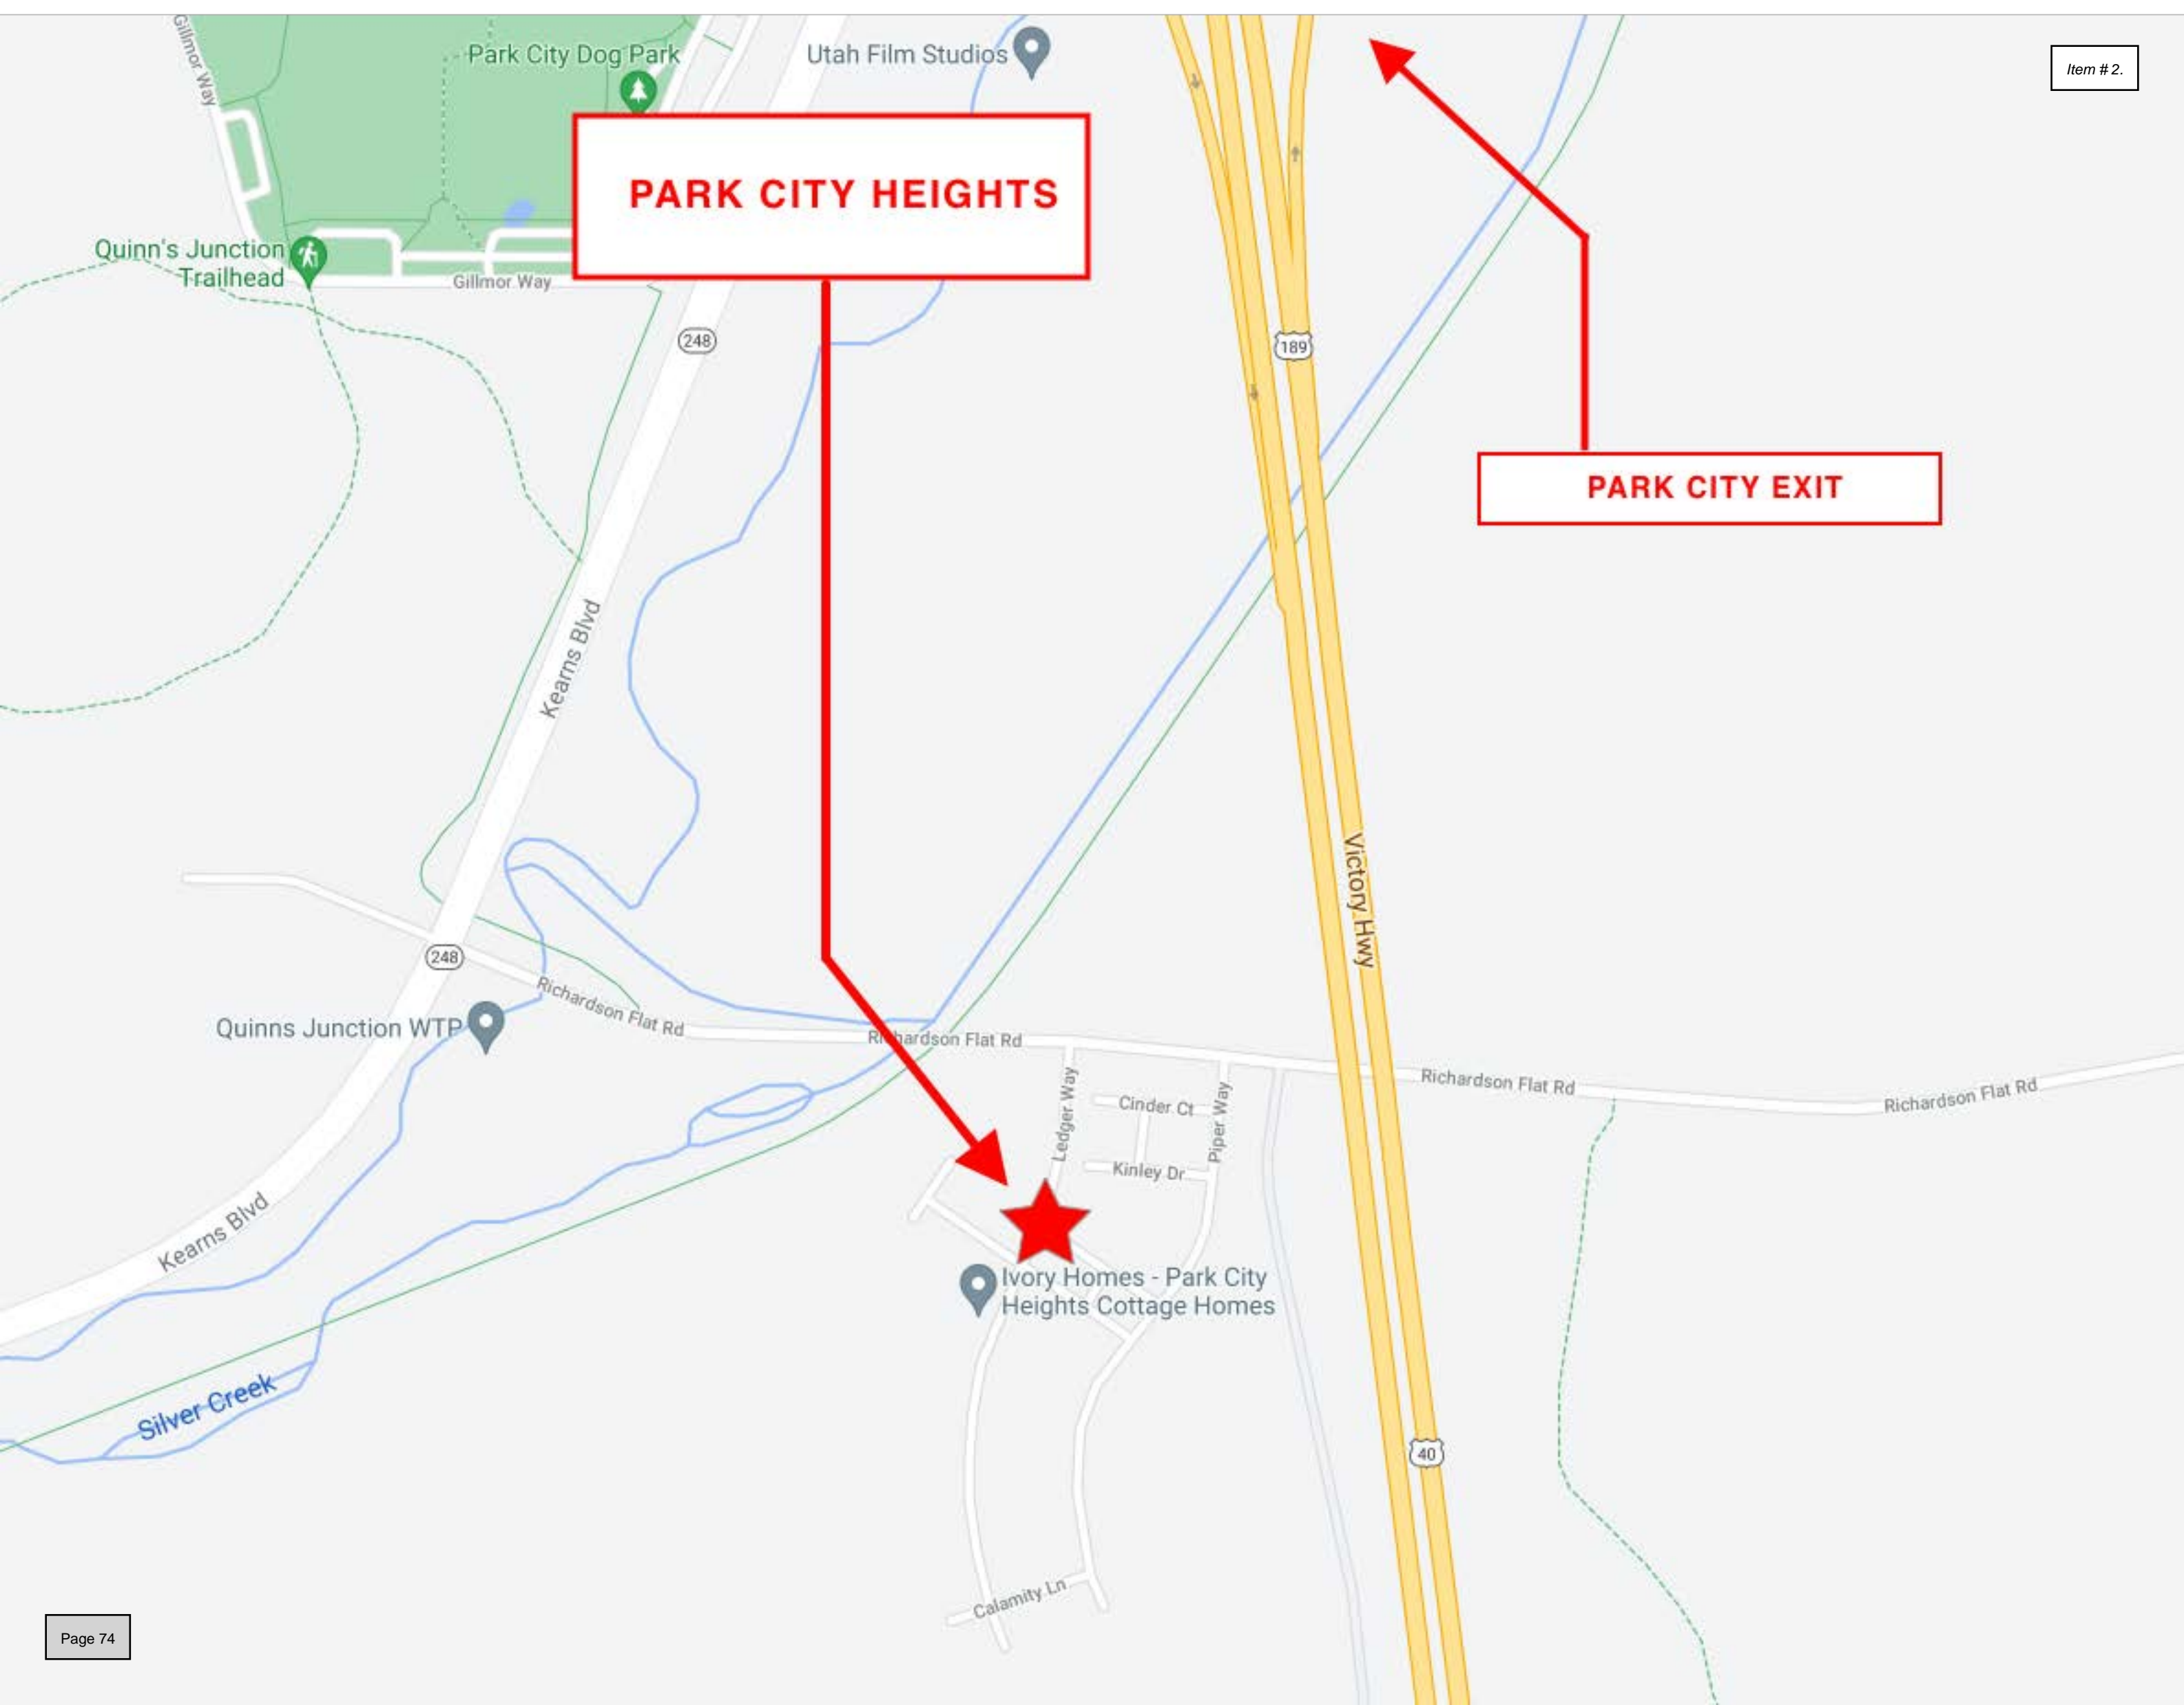 Gillmor Way
Park City Dog Park
Utah Film Studios
Item # 2.
PARK CITY HEIGHTS
Quinn's Junction
Trailhead
Gillmor Way
248
189
PARK CITY EXIT
Kearns Blvd
Victory Hwy
248
Richardson Flat Rd
Quinns Junction WTP
Richardson Flat Rd
Richardson Flat Rd
Richardson Flat Rd
Ledger Way
Cinder Ct
Piper Way
Kinley Dr
Kearns Blvd
Ivory Homes - Park City
Heights Cottage Homes
Silver Creek
40
Calamity Ln
Page 74